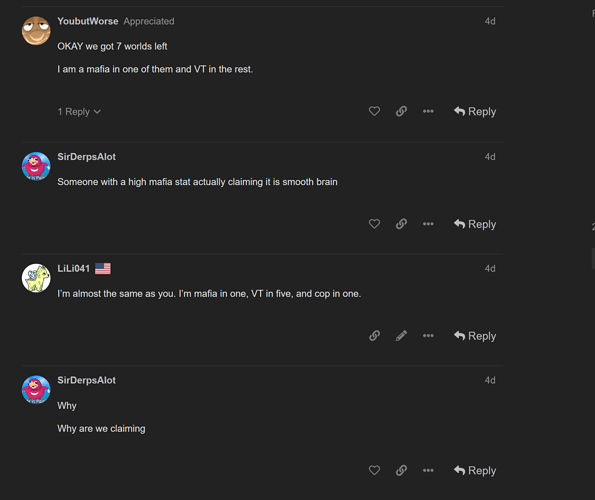 YoubutWorse Appreciated 4d
OKAY we got 7 worlds left
I am a mafia in one of them and VT in the rest.
1 Reply
Reply
SirDerpsAlot 4d
Someone with a high mafia stat actually claiming it is smooth brain
Reply
LiLi041 4d
I'm almost the same as you. I'm mafia in one, VT in five, and cop in one.
Reply
SirDerpsAlot 4d
Why
Why are we claiming
Reply